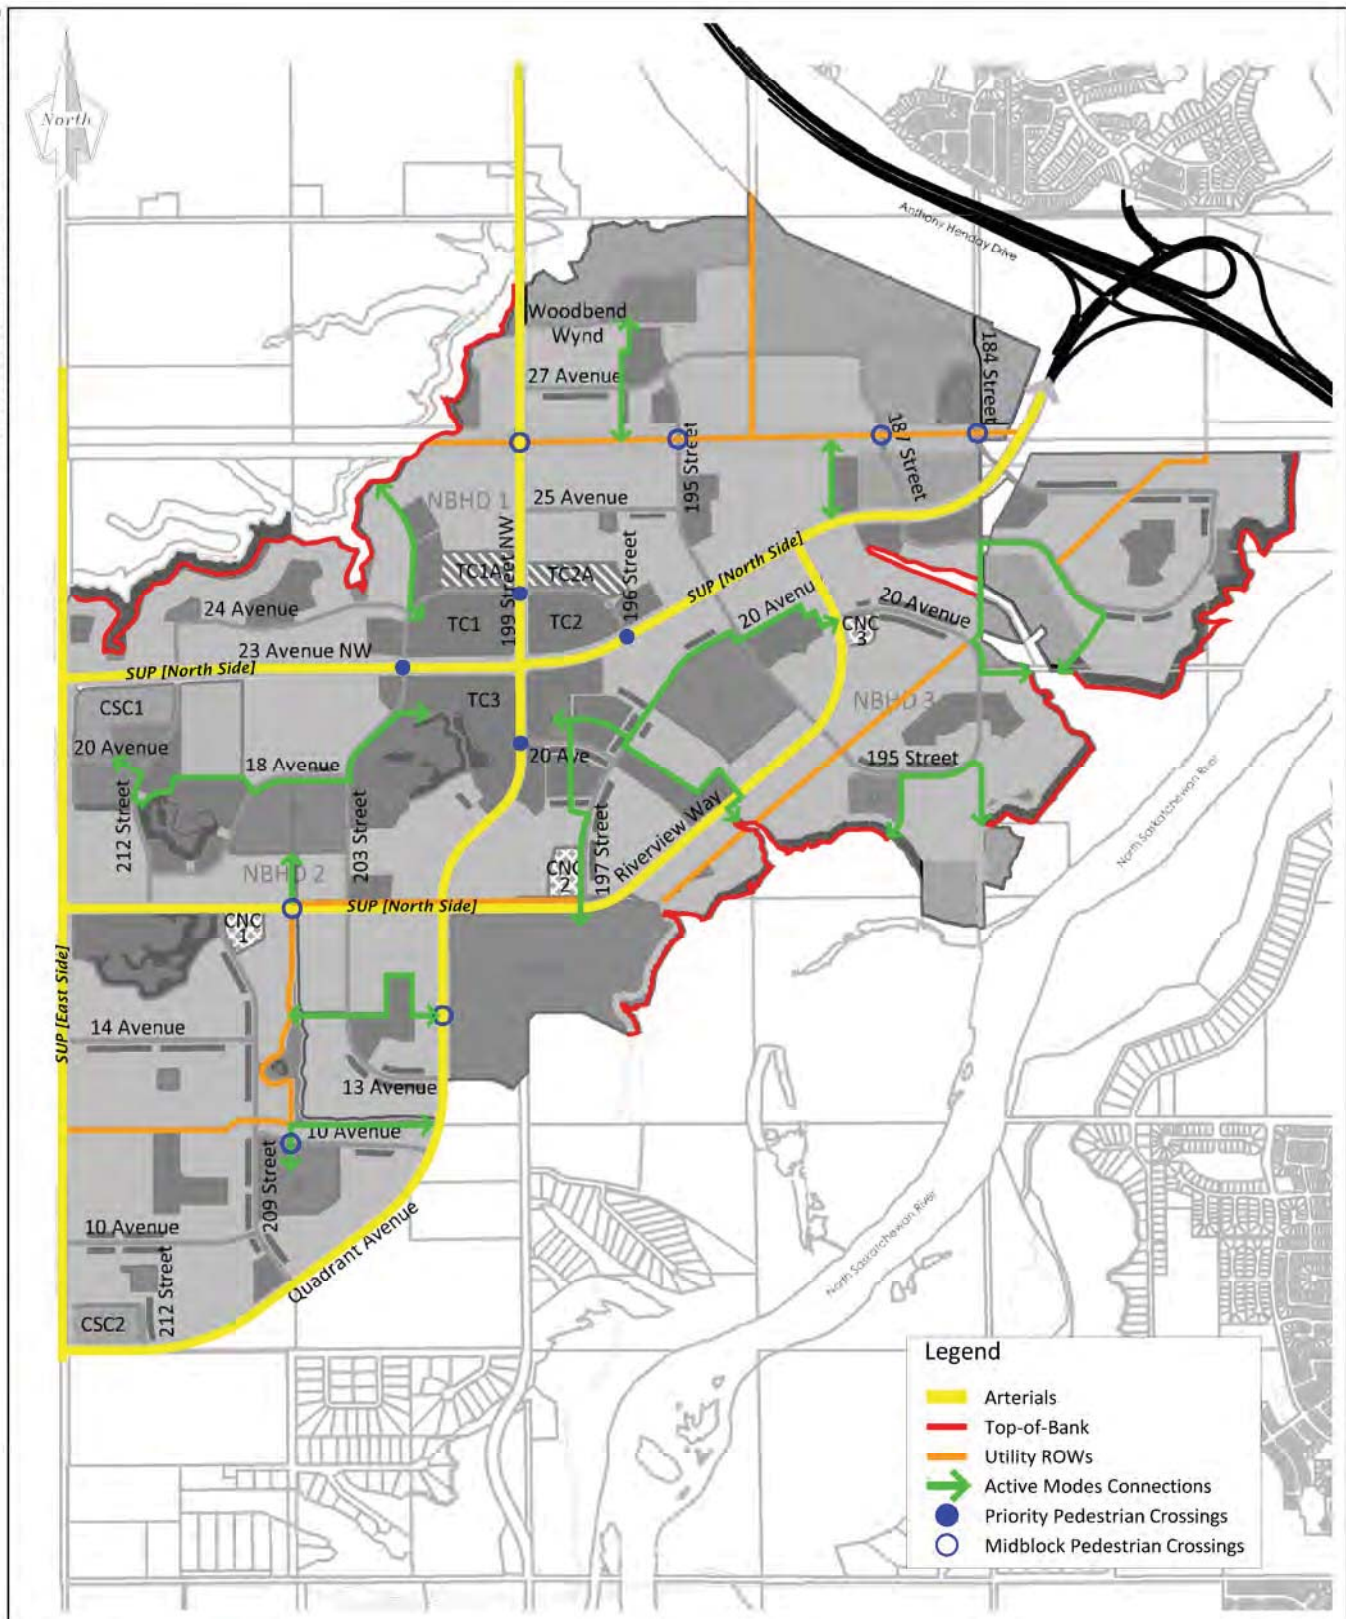 North
Anthony Henday Drive
Woodbend
Wynd
184 Street
27 Avenue
187 Street
195 Street
NBHD 1
25 Avenue
199 Street NW
196 Street
SUP [North Side]
TC1A
TC2A
24 Avenue
TC1
TC2
20 Avenu
20 Avenue
CNC
3
23 Avenue NW
SUP [North Side]
CSC1
TC3
NBHD 3
20 Avenue
18 Avenue
20 Ave
195 Street
North Saskatchewan River
212 Street
203 Street
197 Street
Riverview Way
NBHD 2
CNC
2
SUP [North Side]
CNC
1
SUP [East Side]
14 Avenue
13 Avenue
10 Avenue
209 Street
10 Avenue
212 Street
Quadrant Avenue
North Saskatchewan River
CSC2
Legend
Arterials
Top-of-Bank
Utility ROWs
Active Modes Connections
Priority Pedestrian Crossings
Midblock Pedestrian Crossings